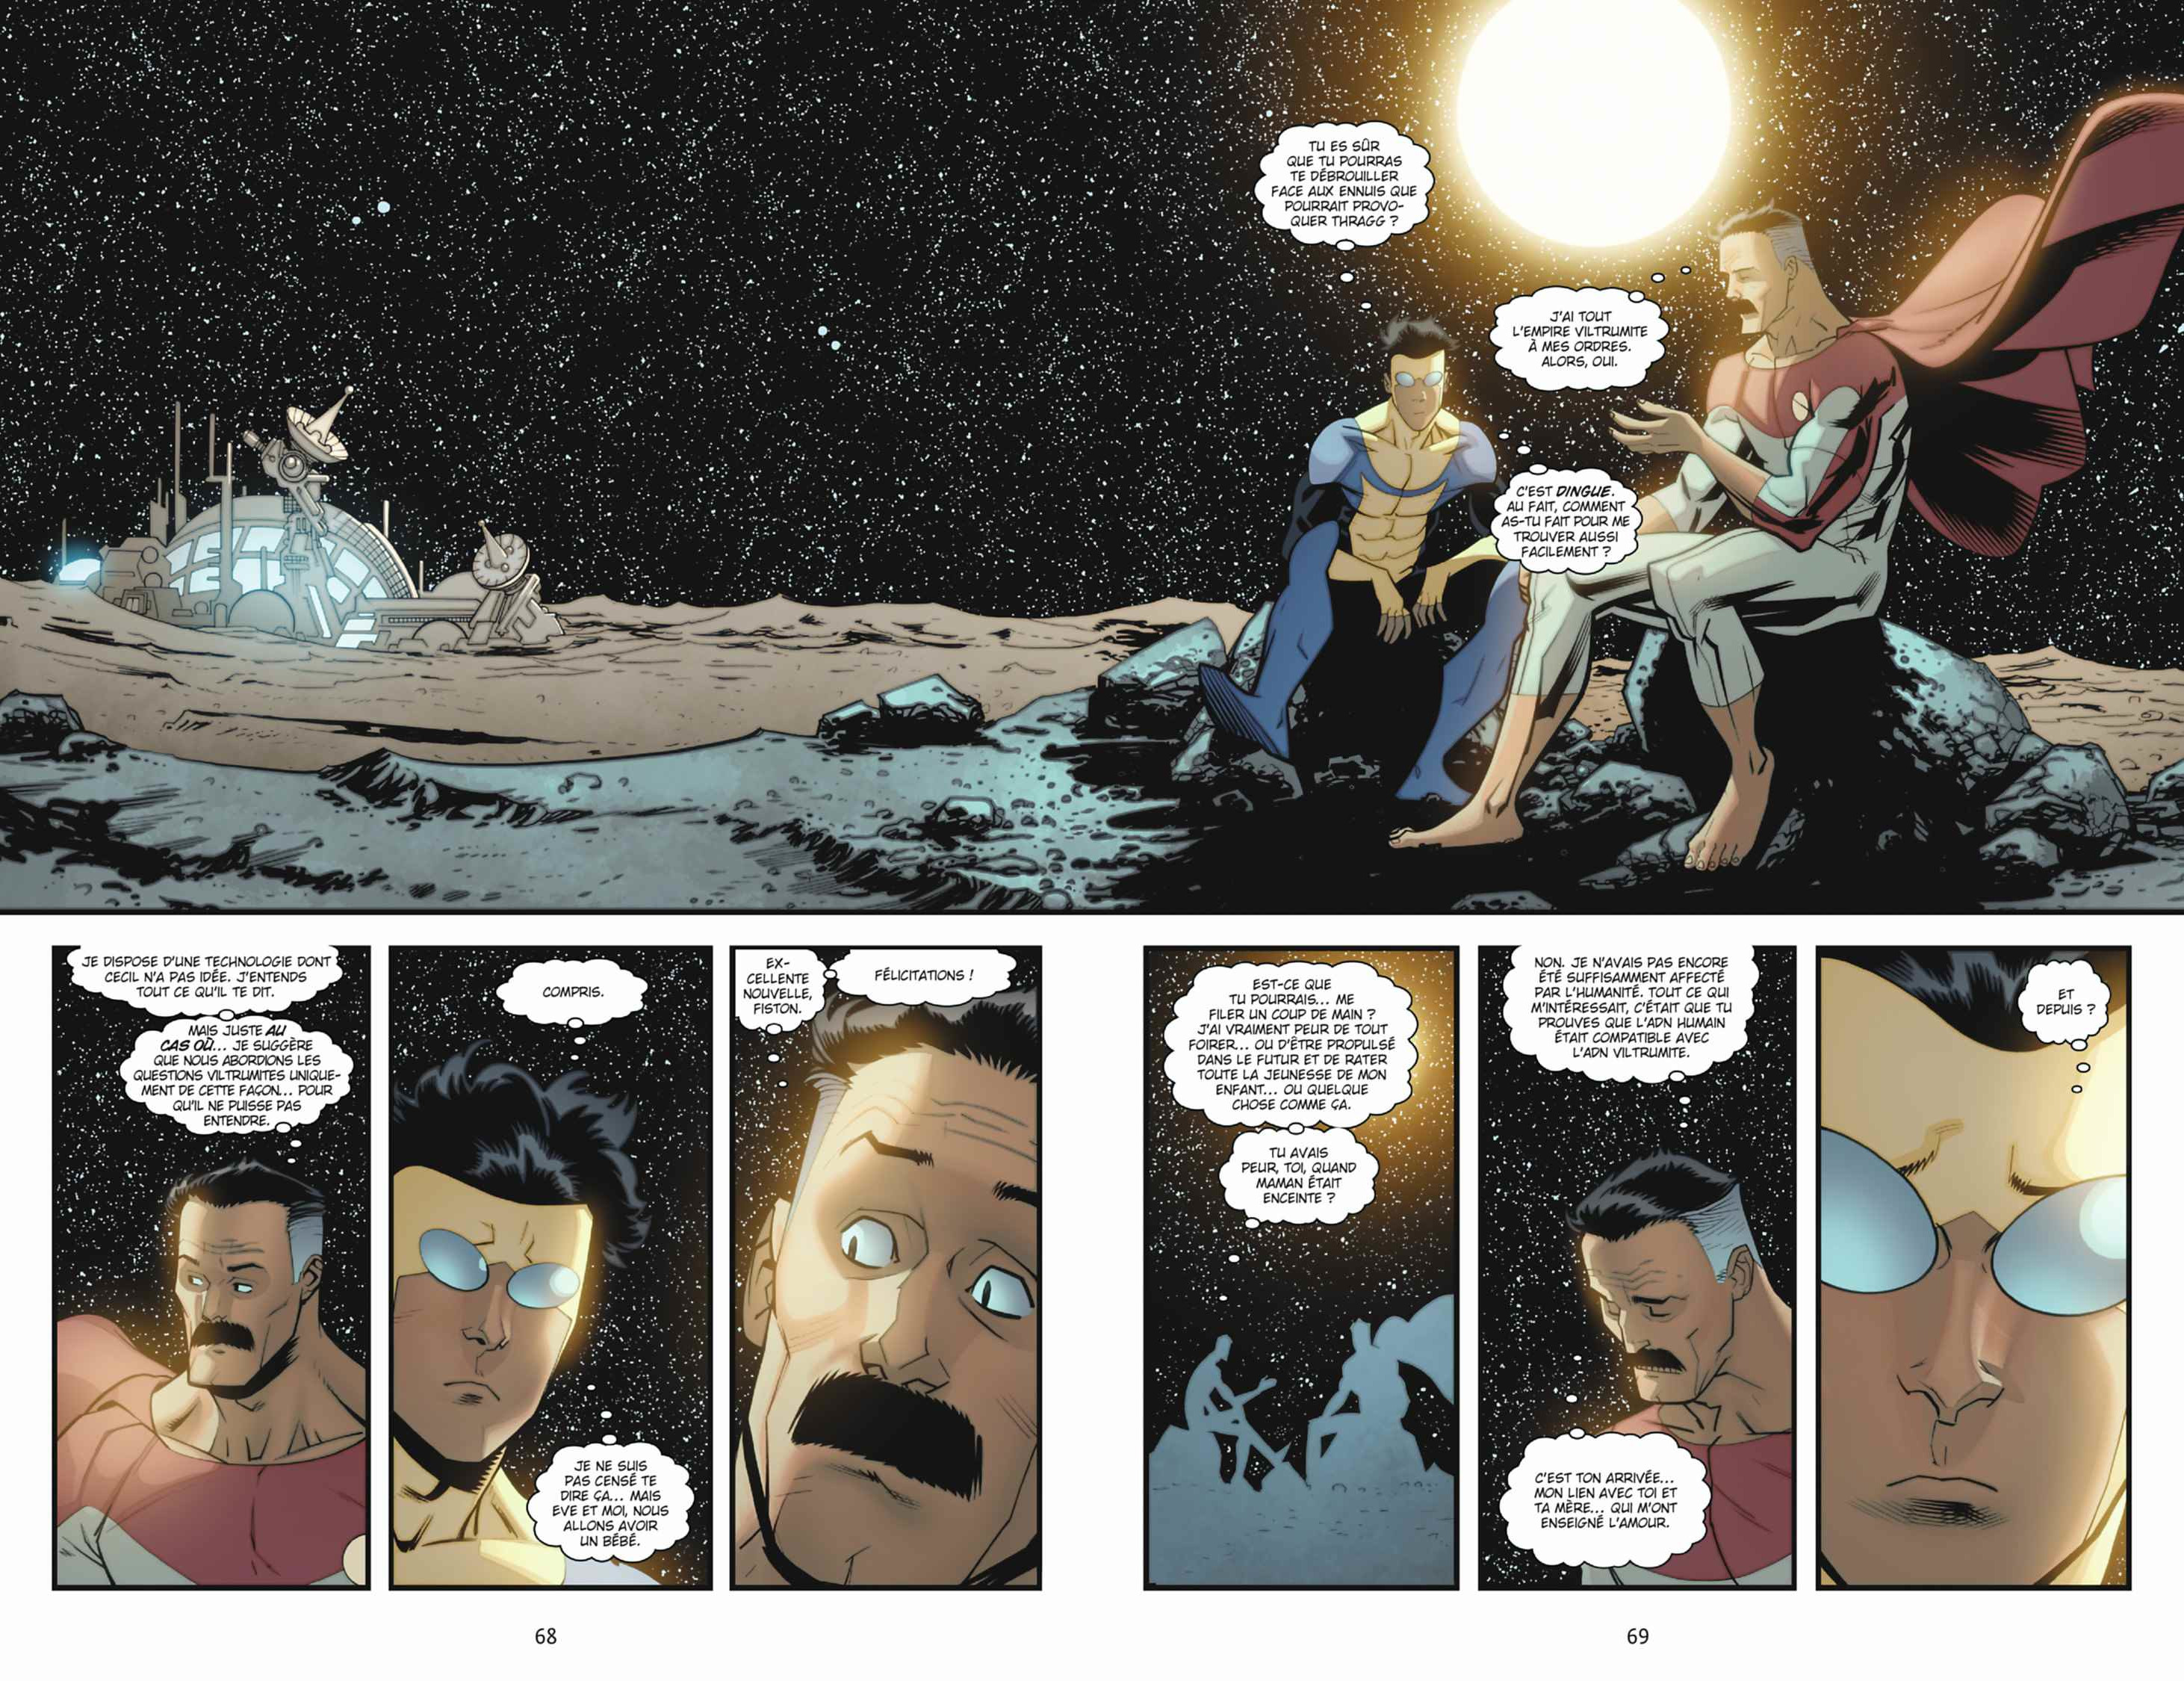 TU ES SÛR
QUE TU POURRAS
TE DÉBROUILLER
FACE AUX ENNUIS QUE
POURRAIT PROVO-
QUER THRAGG ?
J'AI TOUT
L'EMPIRE VILTRUMITE
À MES ORDRES.
ALORS, OUI.
C'EST DINGUE.
AU FAIT, COMMENT
AS-TU FAIT POUR ME
TROUVER AUSSI
FACILEMENT ?
JE DISPOSE D'UNE TECHNOLOGIE DONT
CECIL N'A PAS IDÉE. J'ENTENDS
TOUT CE QU'IL TE DIT.
MAIS JUSTE AU
CAS OÙ... JE SUGGÈRE
QUE NOUS ABORDIONS LES
QUESTIONS VILTRUMITES UNIQUE-
MENT DE CETTE FAÇON... POUR
QU'IL NE PUISSE PAS
ENTENDRE.
COMPRIS.
JE NE SUIS
PAS CENSÉ TE
DIRE ÇA... MAIS
EVE ET MOI, NOUS
ALLONS AVOIR
UN BÉBÉ.
EX-
CELLENTE
NOUVELLE,
FISTON.
FÉLICITATIONS !
EST-CE QUE
TU POURRAIS... ME
FILER UN COUP DE MAIN ?
J'AI VRAIMENT PEUR DE TOUT
FOIRER... OU D'ÊTRE PROPULSÉ
DANS LE FUTUR ET DE RATER
TOUTE LA JEUNESSE DE MON
ENFANT... OU QUELQUE
CHOSE COMME ÇA.
TU AVAIS
PEUR, TOI, QUAND
MAMAN ÉTAIT
ENCEINTE ?
NON. JE N'AVAIS PAS ENCORE
ÉTÉ SUFFISAMMENT AFFECTÉ
PAR L'HUMANITÉ. TOUT CE QUI
M'INTÉRESSAIT, C'ÉTAIT QUE TU
PROUVES QUE L'ADN HUMAIN
ÉTAIT COMPATIBLE AVEC
L'ADN VILTRUMITE.
ET
DEPUIS ?
C'EST TON ARRIVÉE...
MON LIEN AVEC TOI ET
TA MÈRE... QUI M'ONT
ENSEIGNÉ L'AMOUR.
68
69